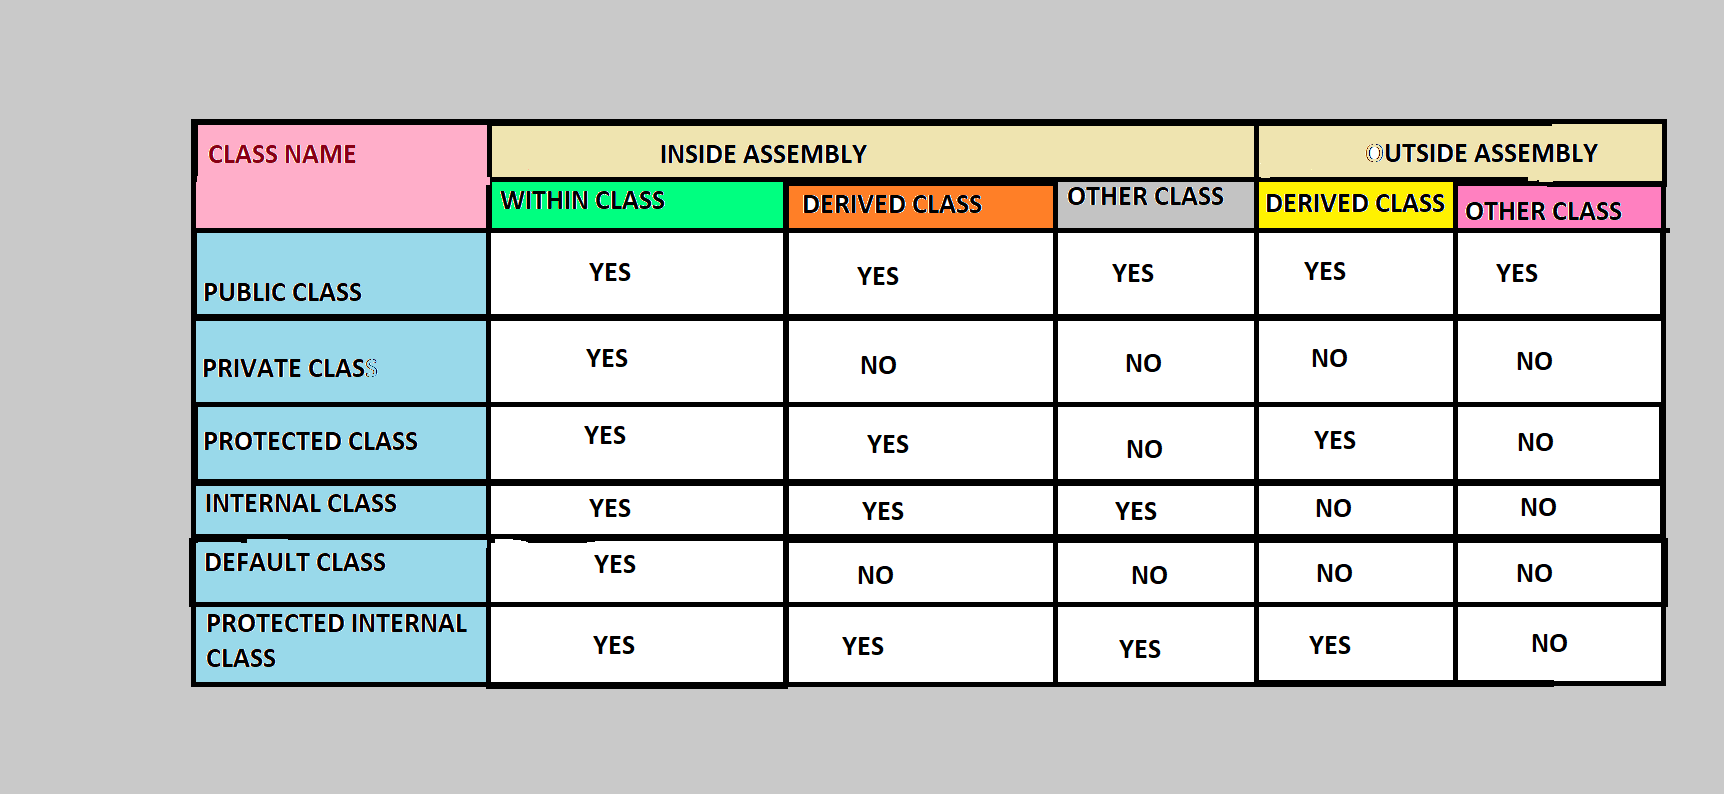 CLASS NAME INSIDE ASSEMBLY OUTSIDE ASSEMBLY
WITHIN CLASS DERIVED CLASS OTHER CLASS DERIVED CLASS OTHER CLASS
PUBLIC CLASS YES YES YES YES YES
PRIVATE CLASS YES NO NO NO NO
PROTECTED CLASS YES YES NO YES NO
INTERNAL CLASS YES YES YES NO NO
DEFAULT CLASS YES NO NO NO NO
PROTECTED INTERNAL
CLASS YES YES YES YES NO